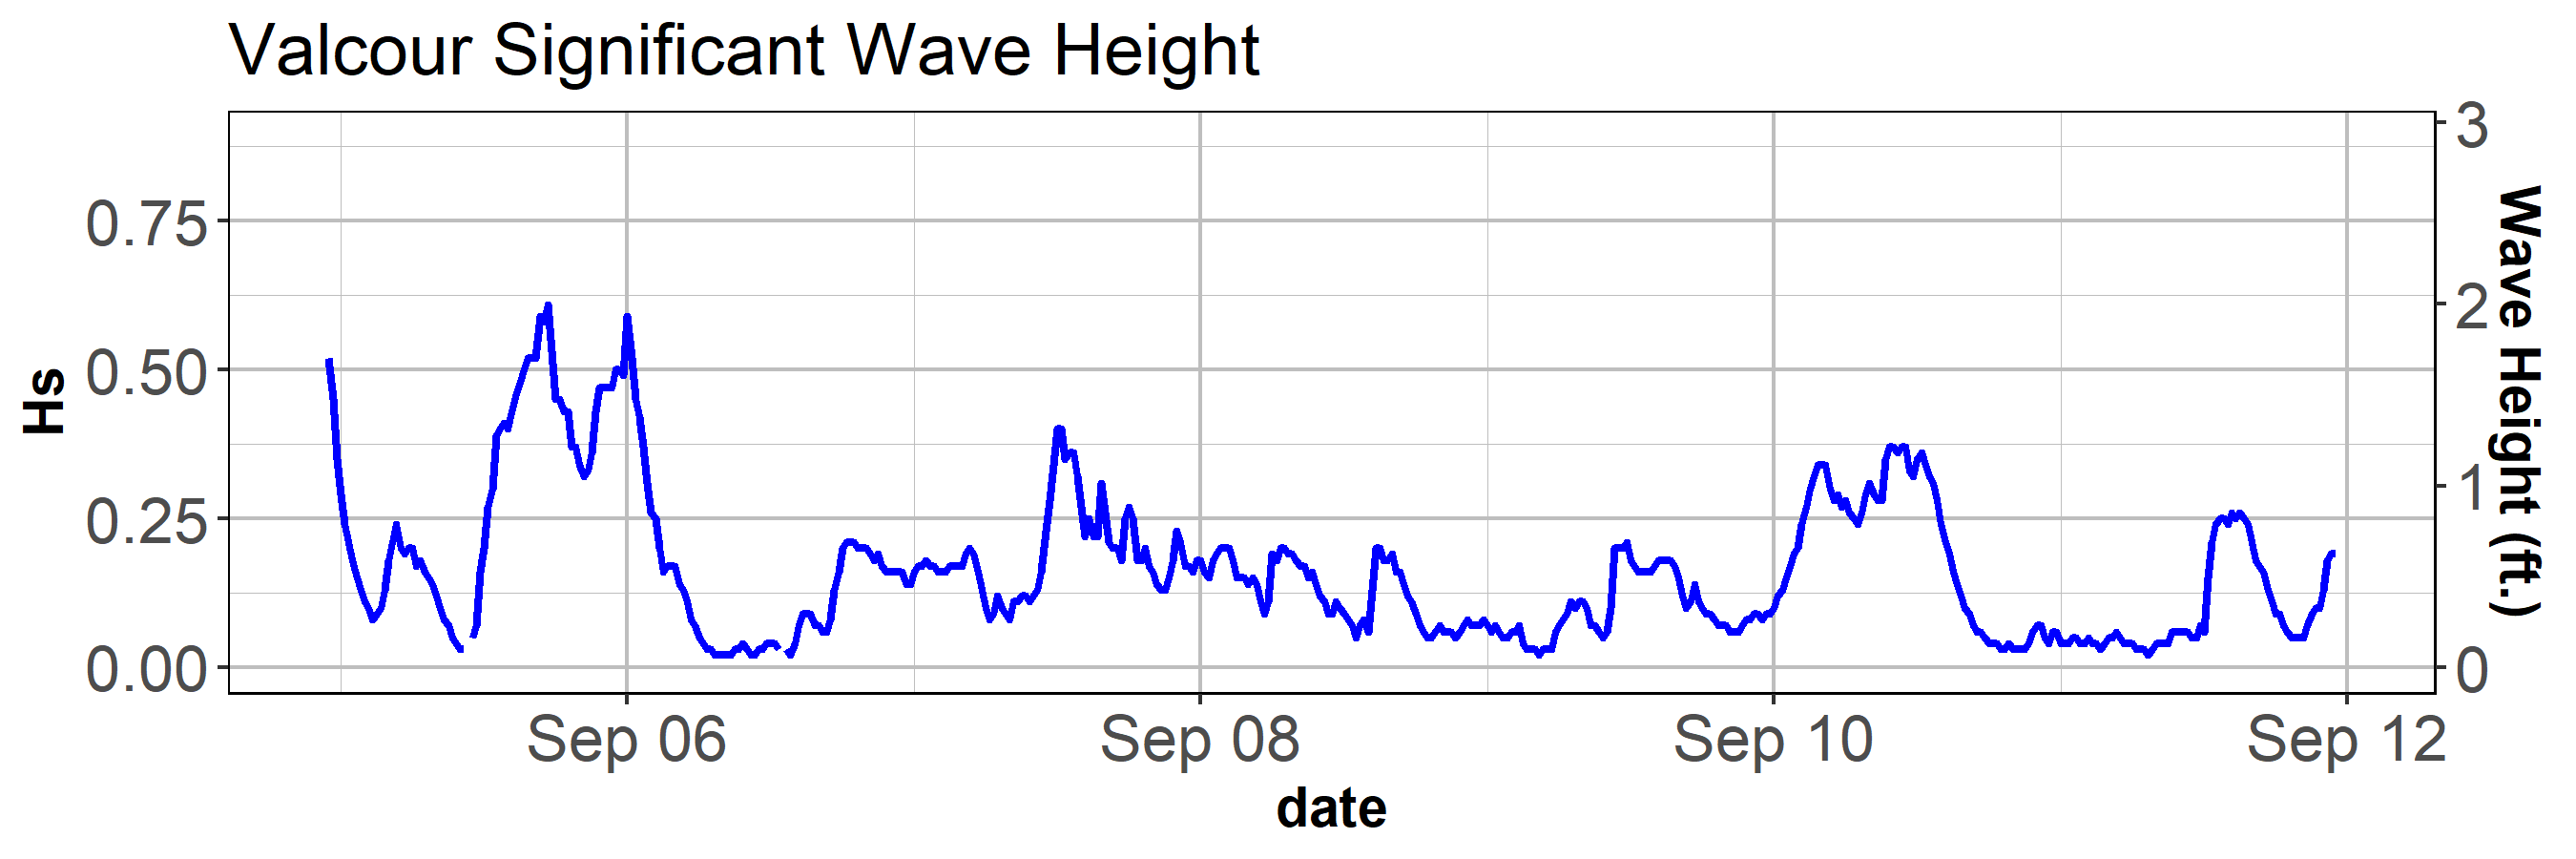 Valcour Significant Wave Height
Hs
0.75
0.50
0.25
0.00
3
2
1
0
Wave Height (ft.)
Sep 06 Sep 08 Sep 10 Sep 12
date